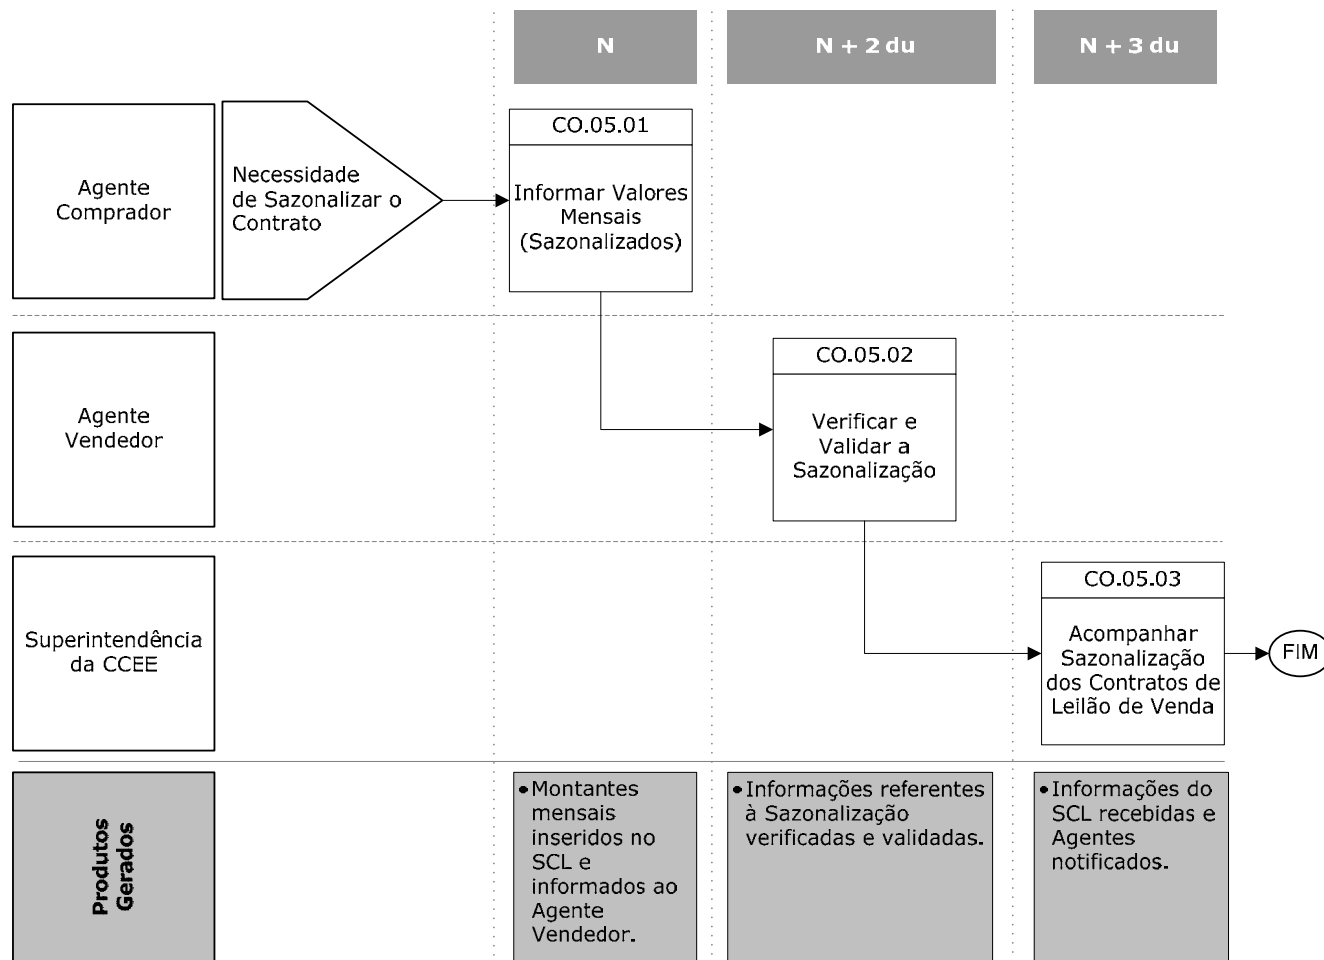 N
N + 2 du
N + 3 du
Agente
Comprador
Necessidade
de Sazonalizar o
Contrato
CO.05.01
Informar Valores
Mensais
(Sazonalizados)
Agente
Vendedor
CO.05.02
Verificar e
Validar a
Sazonalização
Superintendência
da CCEE
CO.05.03
Acompanhar
Sazonalização
dos Contratos de
Leilão de Venda
FIM
Produtos
Gerados
•Montantes
mensais
inseridos no
SCL e
informados ao
Agente
Vendedor.
•Informações referentes
à Sazonalização
verificadas e validadas.
•Informações do
SCL recebidas e
Agentes
notificados.